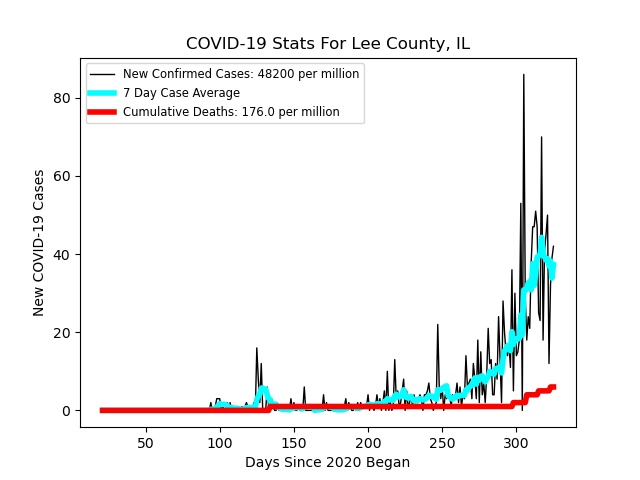 COVID-19 Stats For Lee County, IL
New Confirmed Cases: 48200 per million
7 Day Case Average
Cumulative Deaths: 176.0 per million
New COVID-19 Cases
80
60
40
20
0
50 100 150 200 250 300
Days Since 2020 Began